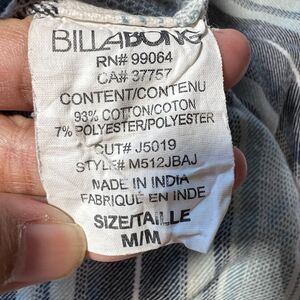 BILLABONG
RN# 99064
CA# 37757
CONTENT/CONTENU
93% COTTON/COTON
7% POLYESTER/POLYESTER
CUT# J5019
STYLE# M512JBAJ
MADE IN INDIA
FABRIQUÉ EN INDE
SIZE/TAILLE
M/M